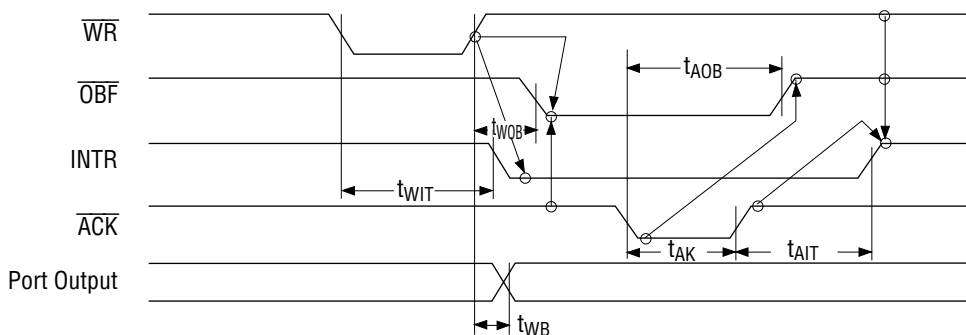 WR
OBF
tAOB
tWOB
INTR
tWIT
ACK
tAK
tAIT
Port Output
tWB